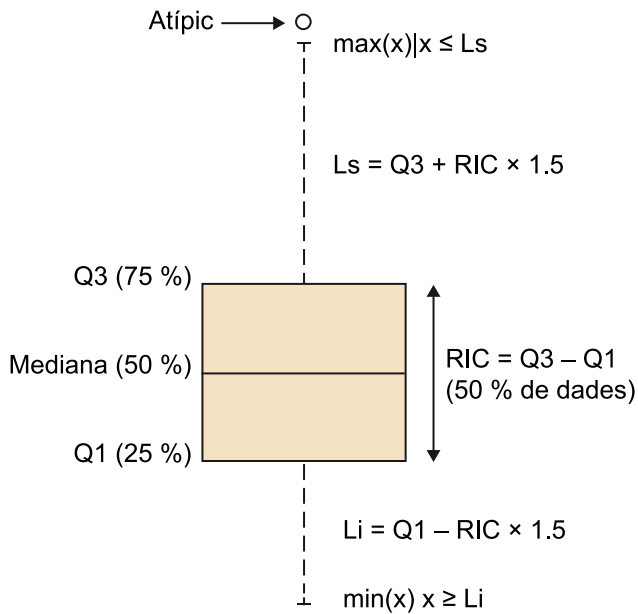 Atípic
max(x)|x ≤ Ls
Ls = Q3 + RIC × 1.5
Q3 (75 %)
Mediana (50 %)
RIC = Q3 – Q1
(50 % de dades)
Q1 (25 %)
Li = Q1 – RIC × 1.5
min(x) x ≥ Li